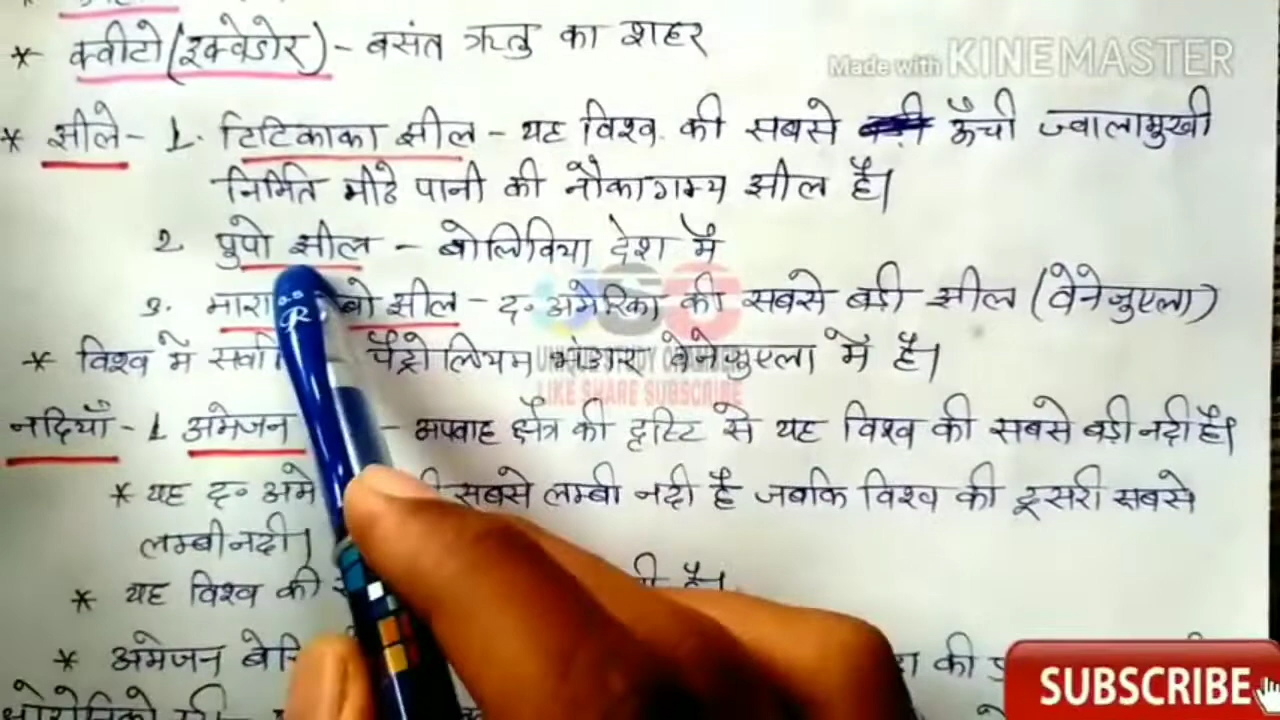 * क्वीटो (इक्वेडोर) - बसंत ऋतु का शहर
Made with KINEMASTER
* झीले - 1. टिटिकाका झील - यह विश्व की सबसे ऊँची ज्वालामुखी
निर्मित मीठे पानी की नौकागम्य झील है।
2. पुपो झील - बोलिविया देश में
3. मारा बो झील - द॰ अमेरिका की सबसे बड़ी झील (वेनेजुएला)
* विश्व में - पैट्रोलियम भंडार वेनेजुएला में है।
UNIQUE STUDY
LIKE SHARE SUBSCRIBE
नदियाँ - 1 अमेजन - अपवाह क्षैत्र की दृष्टि से यह विश्व की सबसे बड़ी नदी है।
* यह द॰ अमे सबसे लम्बी नदी है जबकि विश्व की दूसरी सबसे
लम्बी नदी।
* यह विश्व की है।
* अमेजन की
SUBSCRIBE